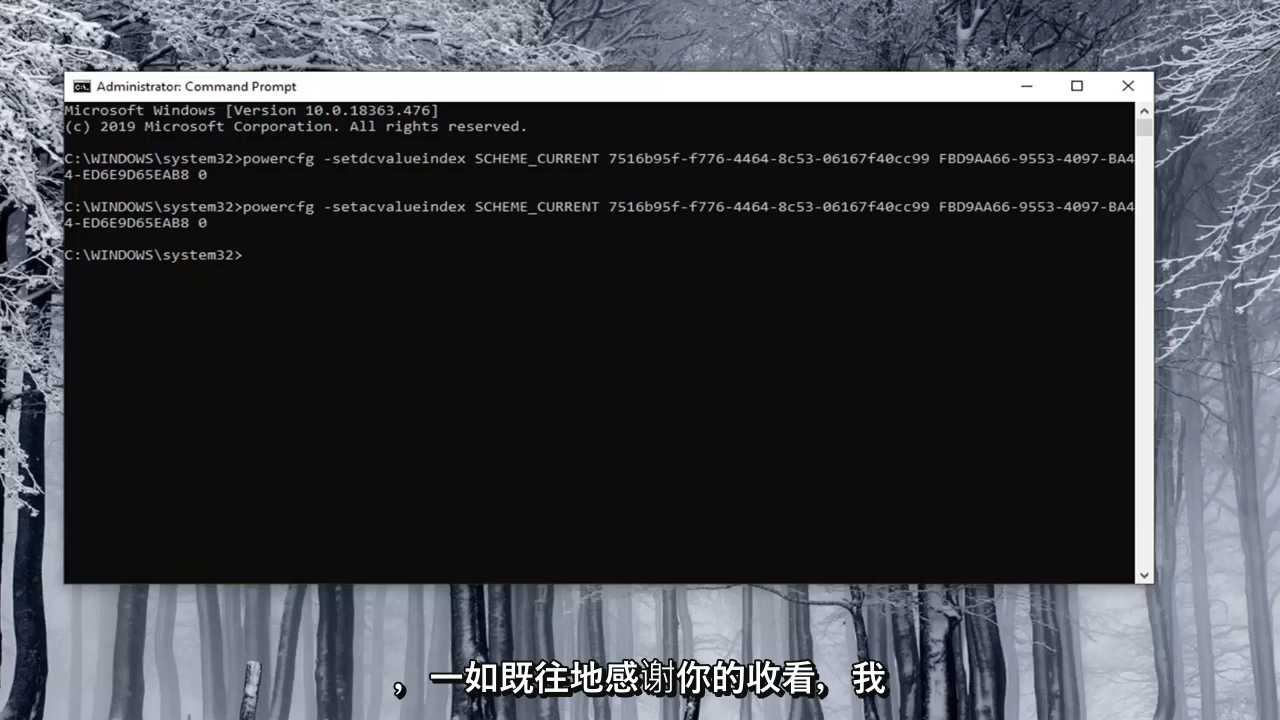 Administrator: Command Prompt
Microsoft Windows [Version 10.0.18363.476]
(c) 2019 Microsoft Corporation. All rights reserved.
C:\WINDOWS\system32>powercfg -setdcvalueindex SCHEME_CURRENT 7516b95f-f776-4464-8c53-06167f40cc99 FBD9AA66-9553-4097-BA4
4-ED6E9D65EAB8 0
C:\WINDOWS\system32>powercfg -setacvalueindex SCHEME_CURRENT 7516b95f-f776-4464-8c53-06167f40cc99 FBD9AA66-9553-4097-BA4
4-ED6E9D65EAB8 0
C:\WINDOWS\system32>
，一如既往地感谢你的收看，我